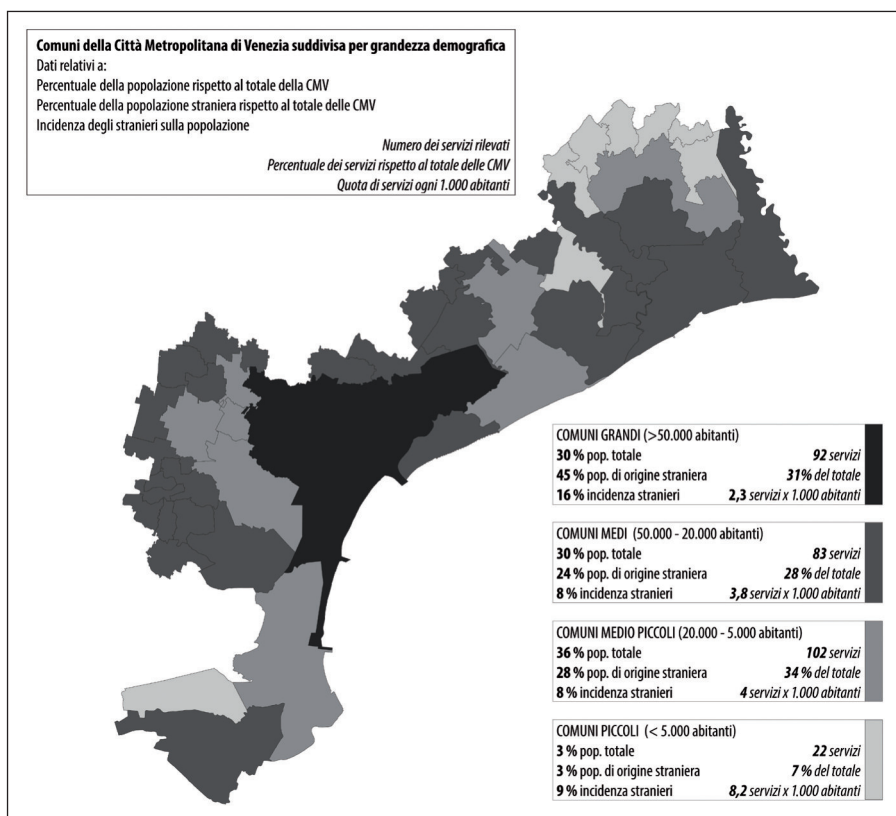 Comuni della Città Metropolitana di Venezia suddivisa per grandezza demografica
Dati relativi a:
Percentuale della popolazione rispetto al totale della CMV
Percentuale della popolazione straniera rispetto al totale delle CMV
Incidenza degli stranieri sulla popolazione
Numero dei servizi rilevati
Percentuale dei servizi rispetto al totale delle CMV
Quota di servizi ogni 1.000 abitanti
COMUNI GRANDI (>50.000 abitanti)
30 % pop. totale 92 servizi
45 % pop. di origine straniera 31% del totale
16 % incidenza stranieri 2,3 servizi x 1.000 abitanti
COMUNI MEDI (50.000 - 20.000 abitanti)
30 % pop. totale 83 servizi
24 % pop. di origine straniera 28 % del totale
8 % incidenza stranieri 3,8 servizi x 1.000 abitanti
COMUNI MEDIO PICCOLI (20.000 - 5.000 abitanti)
36 % pop. totale 102 servizi
28 % pop. di origine straniera 34 % del totale
8 % incidenza stranieri 4 servizi x 1.000 abitanti
COMUNI PICCOLI (< 5.000 abitanti)
3 % pop. totale 22 servizi
3 % pop. di origine straniera 7 % del totale
9 % incidenza stranieri 8,2 servizi x 1.000 abitanti